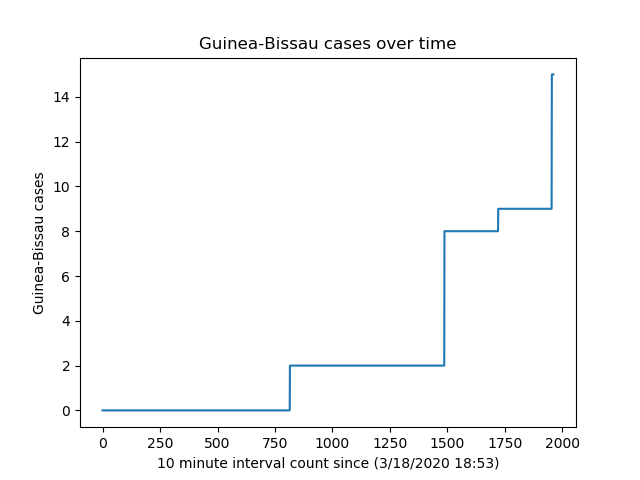 Guinea-Bissau cases over time
Guinea-Bissau cases
14
12
10
8
6
4
2
0
0 250 500 750 1000 1250 1500 1750 2000
10 minute interval count since (3/18/2020 18:53)